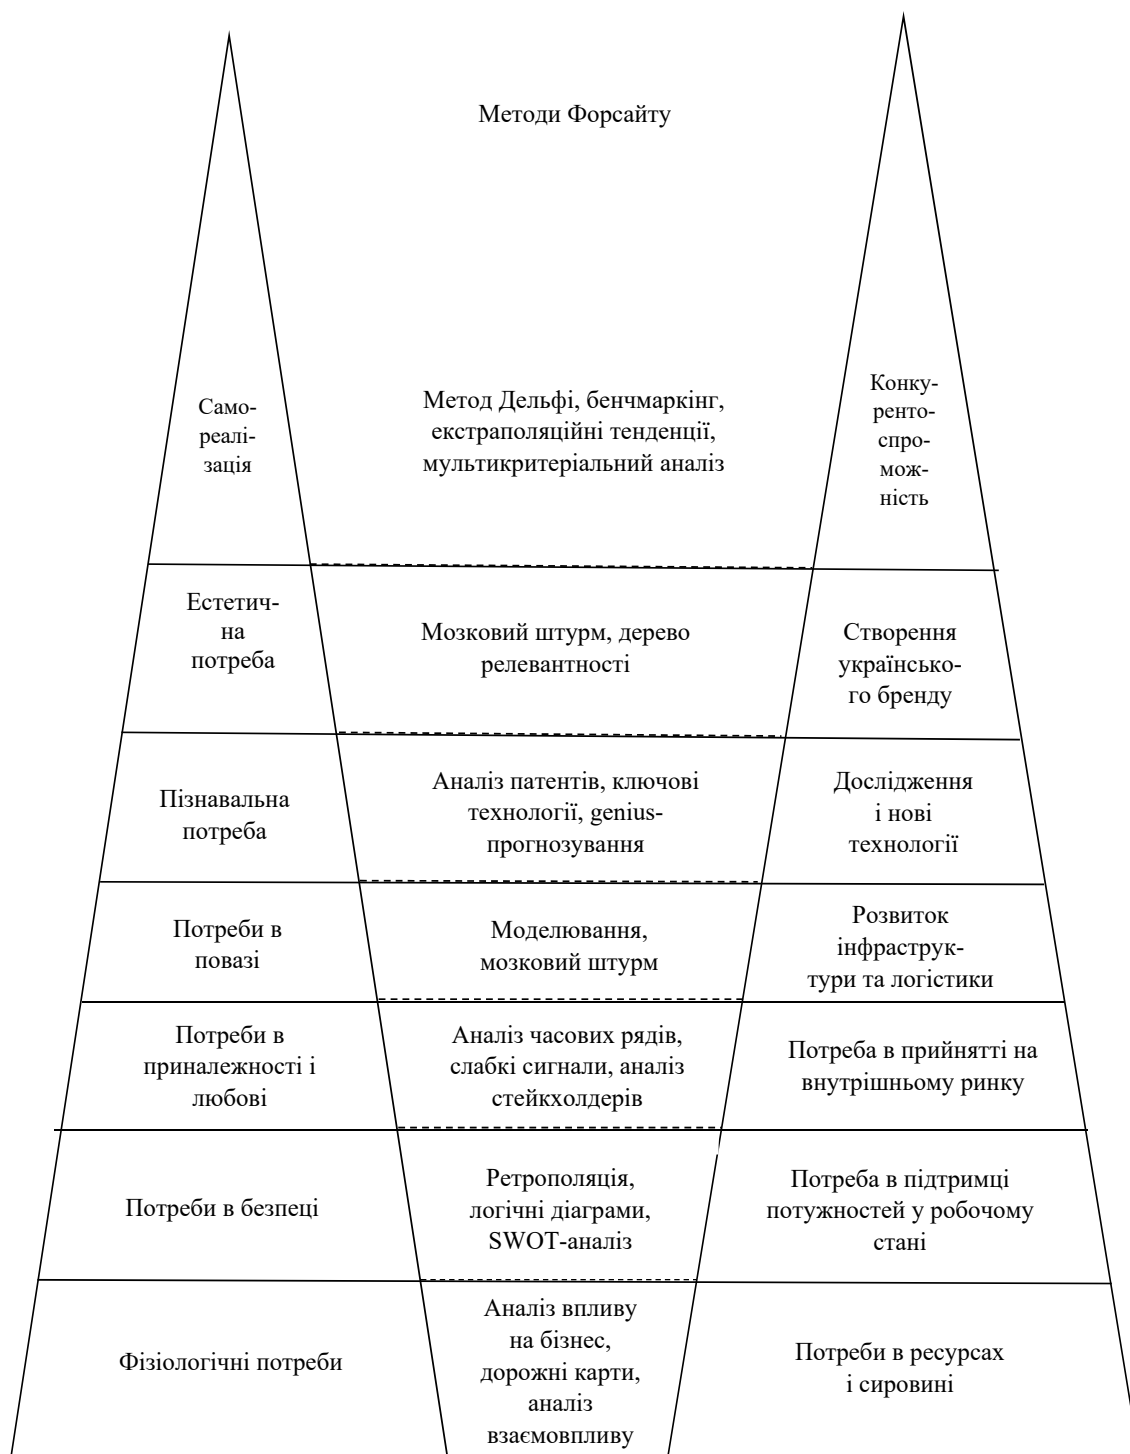 Методи Форсайту
Само-
реалі-
зація
Метод Дельфі, бенчмаркінг,
екстраполяційні тенденції,
мультикритеріальний аналіз
Конку-
ренто-
спро-
мож-
ність
Естетич-
на
потреба
Мозковий штурм, дерево
релевантності
Створення
українсько-
го бренду
Пізнавальна
потреба
Аналіз патентів, ключові
технології, genius-
прогнозування
Дослідження
і нові
технології
Потреби в
повазі
Моделювання,
мозковий штурм
Розвиток
інфраструк-
тури та логістики
Потреби в
приналежності і
любові
Аналіз часових рядів,
слабкі сигнали, аналіз
стейкхолдерів
Потреба в прийнятті на
внутрішньому ринку
Потреби в безпеці
Ретрополяція,
логічні діаграми,
SWOT-аналіз
Потреба в підтримці
потужностей у робочому
стані
Фізіологічні потреби
Аналіз впливу
на бізнес,
дорожні карти,
аналіз
взаємовпливу
Потреби в ресурсах
і сировині